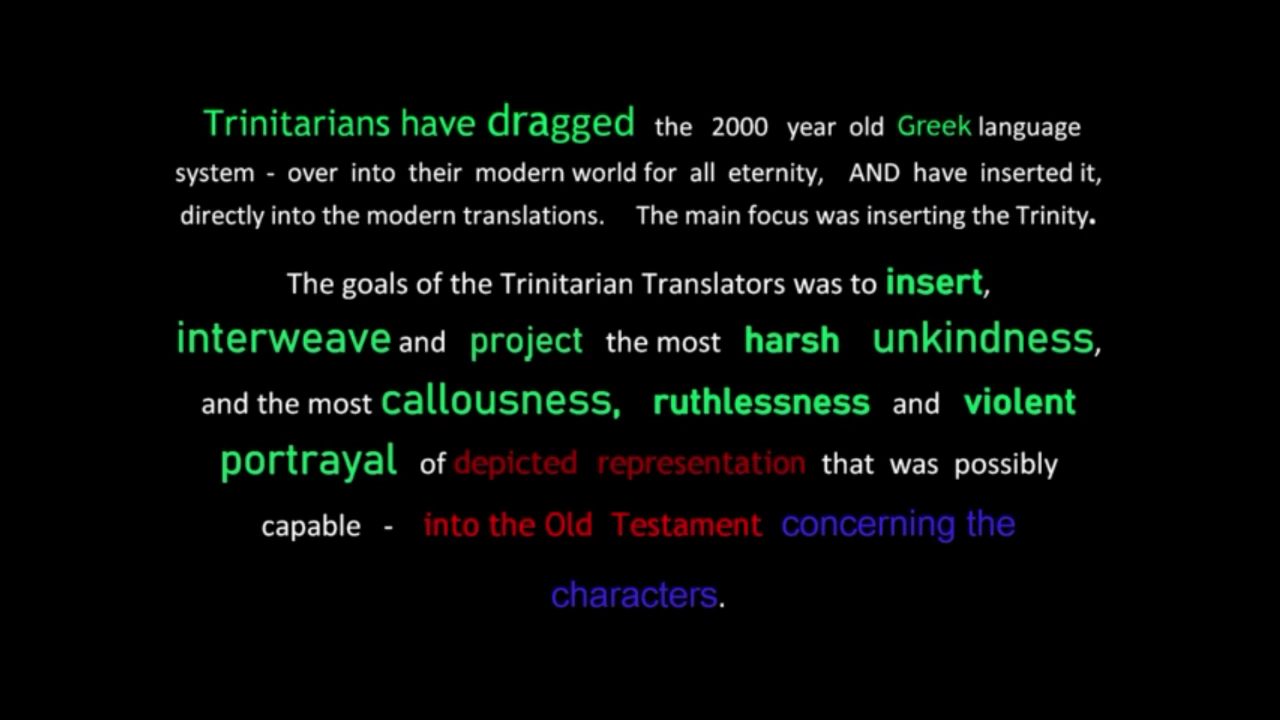 Trinitarians have dragged the 2000 year old Greek language
system - over into their modern world for all eternity, AND have inserted it,
directly into the modern translations. The main focus was inserting the Trinity.
The goals of the Trinitarian Translators was to insert,
interweave and project the most harsh unkindness,
and the most callousness, ruthlessness and violent
portrayal of depicted representation that was possibly
capable - into the Old Testament concerning the
characters.